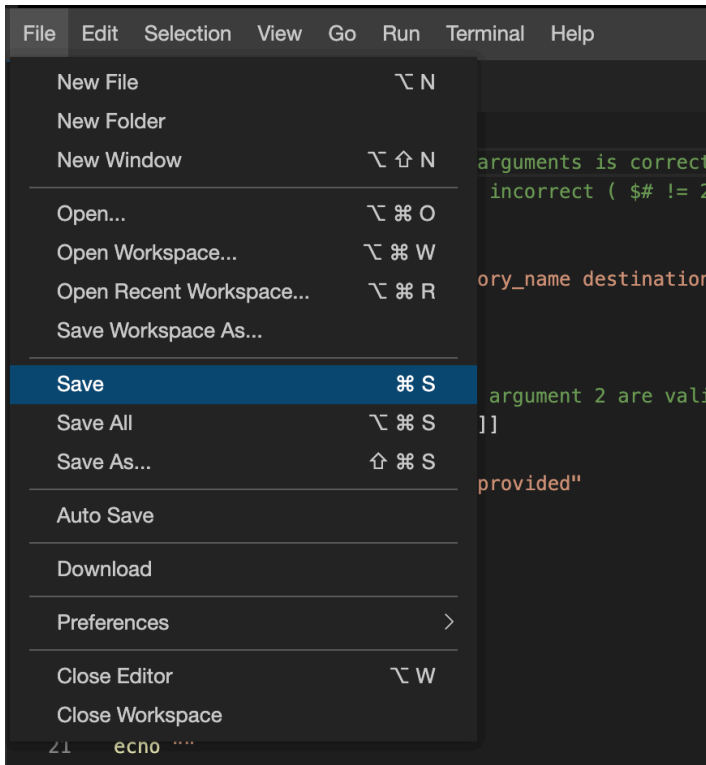 File Edit Selection View Go Run Terminal Help
New File ⌥ N
New Folder
New Window ⌥ ⇧ N
arguments is correct
incorrect ( $# != 2
Open... ⌥ ⌘ O
Open Workspace... ⌥ ⌘ W
ory_name destination
Open Recent Workspace... ⌥ ⌘ R
Save Workspace As...
Save ⌘ S
argument 2 are vali
Save All ⌥ ⌘ S
]]
Save As... ⇧ ⌘ S
provided"
Auto Save
Download
Preferences >
Close Editor ⌥ W
Close Workspace
21 echo ""